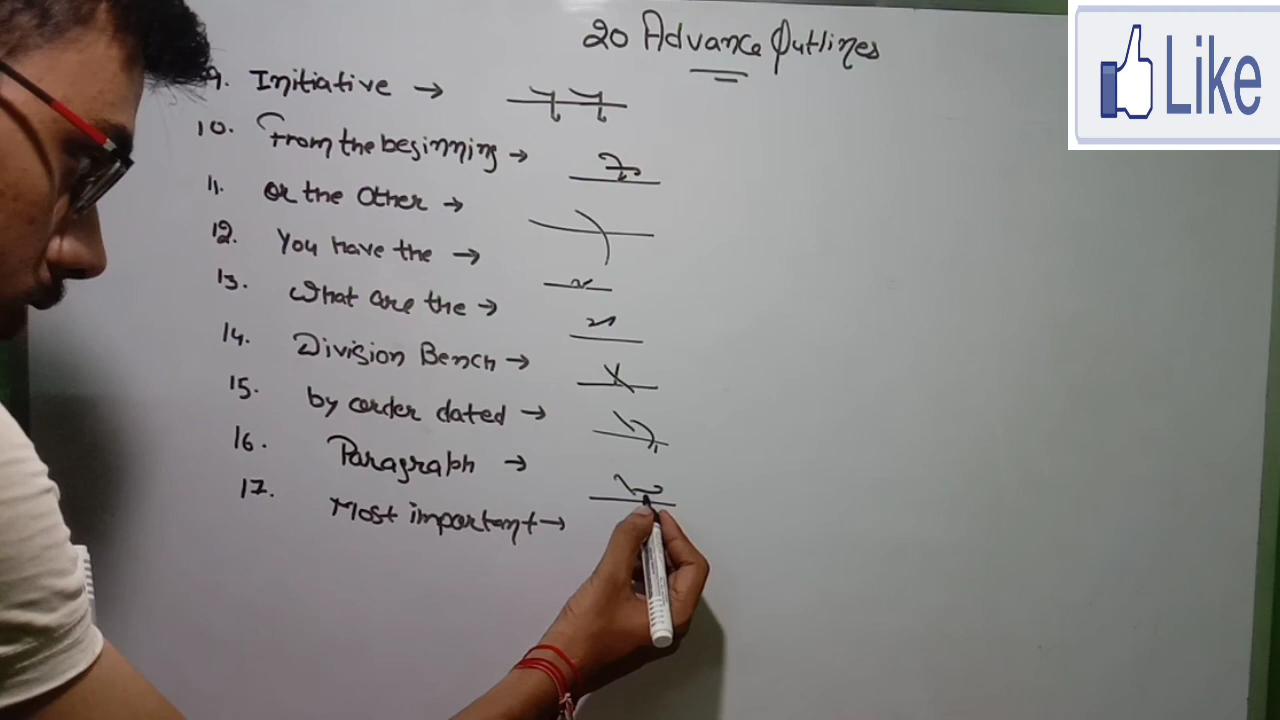 20 Advance Outlines
Like
9. Initiative →
10. From the beginning →
11. or the other →
12. You have the →
13. What are the →
14. Division Bench →
15. by order dated →
16. Paragraph →
17. Most important →